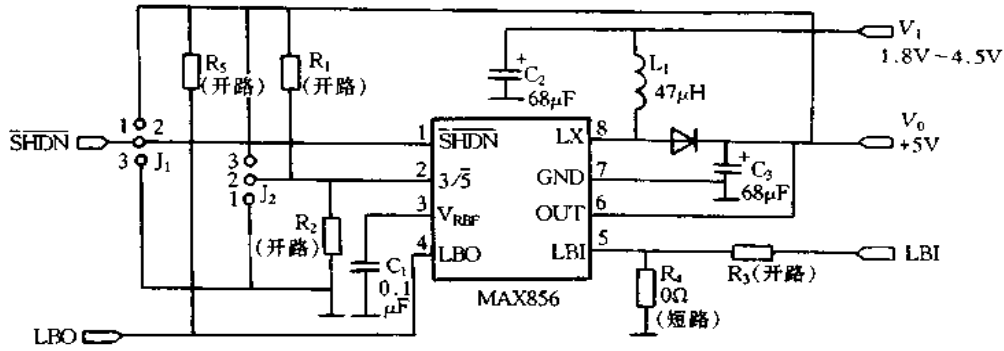 R₅
(开路)
R₁
(开路)
C₂
68μF
L₁
47μH
V₁
1.8V~4.5V
SHDN
1
2
3
J₁
3
2
1
J₂
1
SHDN
2
3/5̅
3
V_RBF
4
LBO
LX
8
GND
7
OUT
6
LBI
5
MAX856
V₀
+5V
C₃
68μF
R₂
(开路)
C₁
0.1
μF
R₄
0Ω
(短路)
R₃(开路)
LBI
LBO